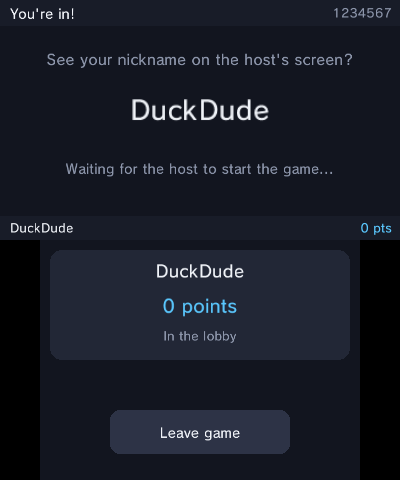 You're in! 1234567
See your nickname on the host's screen?
DuckDude
Waiting for the host to start the game...
DuckDude 0 pts
DuckDude
0 points
In the lobby
Leave game